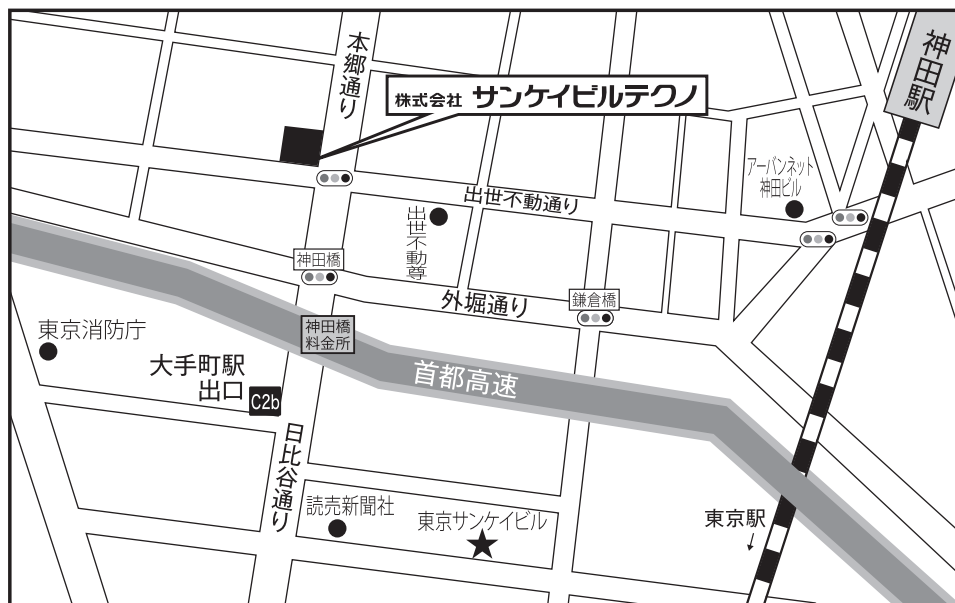 本郷通り
神田駅
株式会社 サンケイビルテクノ
アーバンネット
神田ビル
出世不動通り
出世不動尊
神田橋
外堀通り
鎌倉橋
神田橋
料金所
東京消防庁
大手町駅
出口
C2b
首都高速
日比谷通り
読売新聞社
東京サンケイビル
東京駅
↓